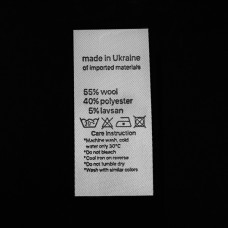 made in Ukraine
of imported materials
55% wool
40% polyester
5% lavsan
Care instruction
*Machine wash, cold
water only 30°C
*Do not bleach
*Cool iron on reverse
*Do not tumble dry
*Wash with similar colors